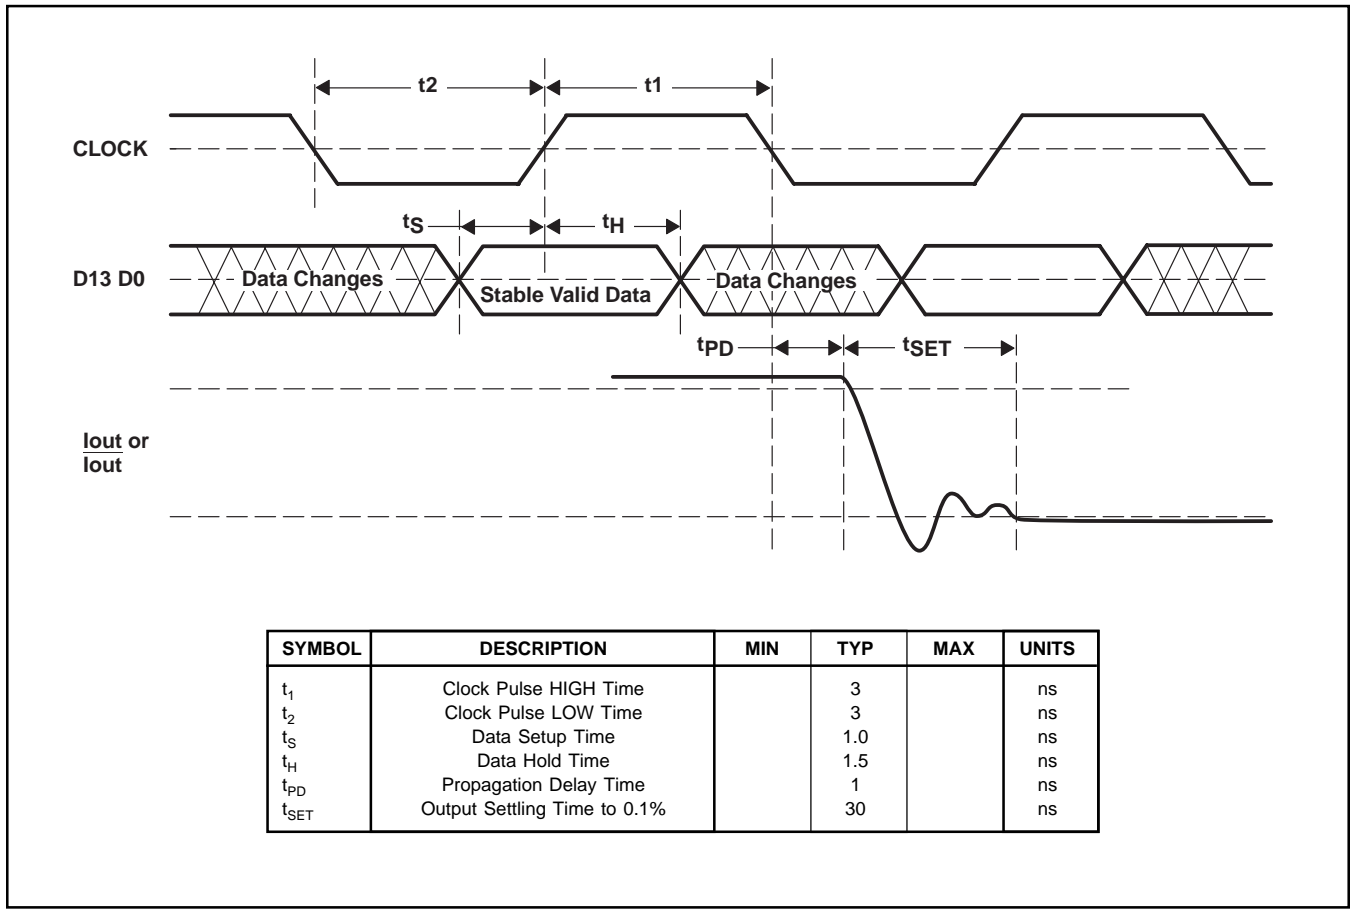 t2
t1
CLOCK
tS
tH
D13 D0
Data Changes
Stable Valid Data
Data Changes
tPD
tSET
Iout or
Iout
SYMBOL DESCRIPTION MIN TYP MAX UNITS
t1 Clock Pulse HIGH Time 3 ns
t2 Clock Pulse LOW Time 3 ns
tS Data Setup Time 1.0 ns
tH Data Hold Time 1.5 ns
tPD Propagation Delay Time 1 ns
tSET Output Settling Time to 0.1% 30 ns